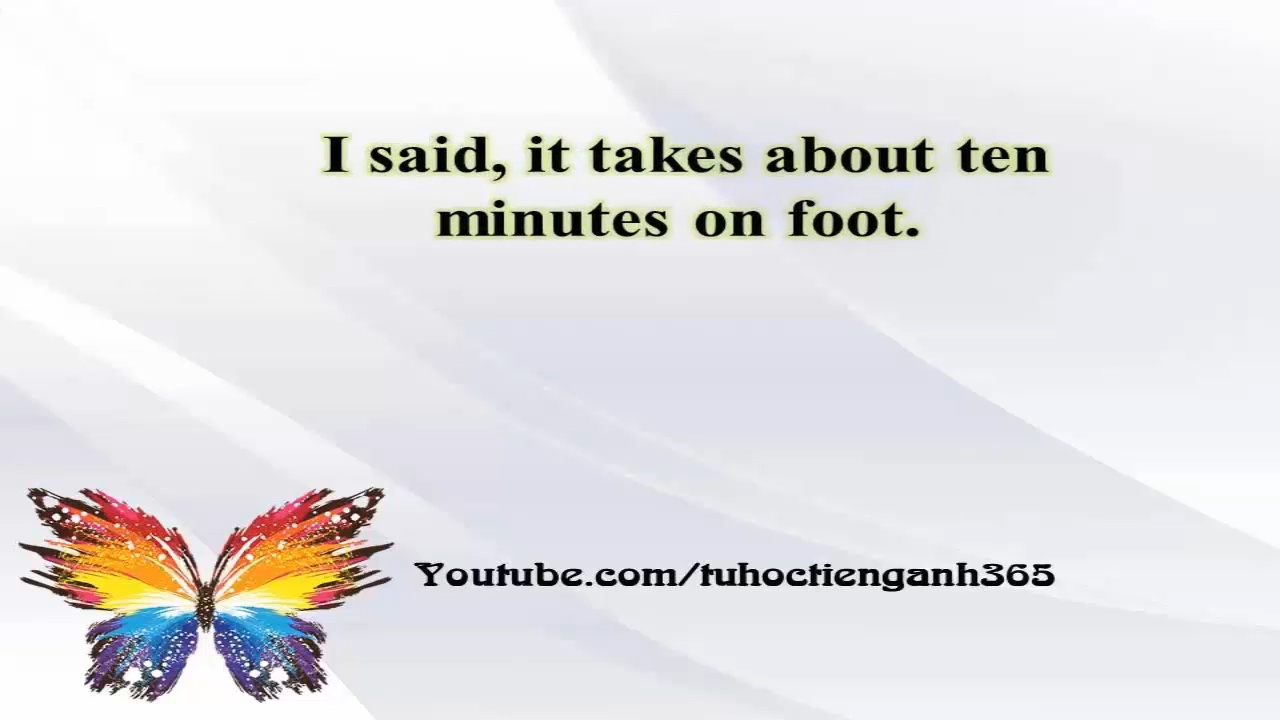 I said, it takes about ten
minutes on foot.
Youtube.com/tuhoctienganh365